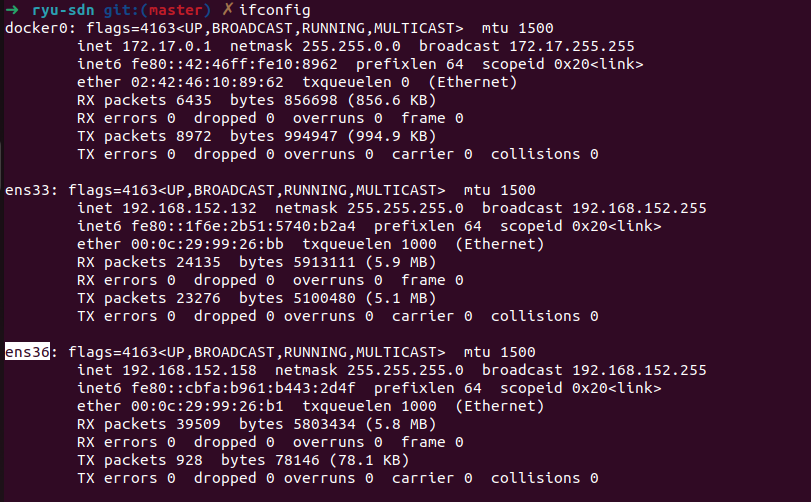 ➜ ryu-sdn git:(master) ✗ ifconfig
docker0: flags=4163<UP,BROADCAST,RUNNING,MULTICAST>  mtu 1500
        inet 172.17.0.1  netmask 255.255.0.0  broadcast 172.17.255.255
        inet6 fe80::42:46ff:fe10:8962  prefixlen 64  scopeid 0x20<link>
        ether 02:42:46:10:89:62  txqueuelen 0  (Ethernet)
        RX packets 6435  bytes 856698 (856.6 KB)
        RX errors 0  dropped 0  overruns 0  frame 0
        TX packets 8972  bytes 994947 (994.9 KB)
        TX errors 0  dropped 0 overruns 0  carrier 0  collisions 0

ens33: flags=4163<UP,BROADCAST,RUNNING,MULTICAST>  mtu 1500
        inet 192.168.152.132  netmask 255.255.255.0  broadcast 192.168.152.255
        inet6 fe80::1f6e:2b51:5740:b2a4  prefixlen 64  scopeid 0x20<link>
        ether 00:0c:29:99:26:bb  txqueuelen 1000  (Ethernet)
        RX packets 24135  bytes 5913111 (5.9 MB)
        RX errors 0  dropped 0  overruns 0  frame 0
        TX packets 23276  bytes 5100480 (5.1 MB)
        TX errors 0  dropped 0 overruns 0  carrier 0  collisions 0

ens36: flags=4163<UP,BROADCAST,RUNNING,MULTICAST>  mtu 1500
        inet 192.168.152.158  netmask 255.255.255.0  broadcast 192.168.152.255
        inet6 fe80::cbfa:b961:b443:2d4f  prefixlen 64  scopeid 0x20<link>
        ether 00:0c:29:99:26:b1  txqueuelen 1000  (Ethernet)
        RX packets 39509  bytes 5803434 (5.8 MB)
        RX errors 0  dropped 0  overruns 0  frame 0
        TX packets 928  bytes 78146 (78.1 KB)
        TX errors 0  dropped 0 overruns 0  carrier 0  collisions 0